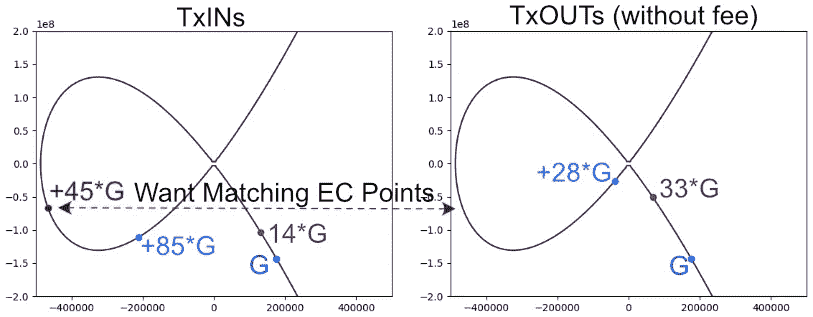 TxINs
1e8
2.0
1.5
1.0
0.5
0.0
−0.5
−1.0
−1.5
−2.0
−400000 −200000 0 200000 400000
+45*G
+85*G
14*G
G
Want Matching EC Points
TxOUTs (without fee)
1e8
2.0
1.5
1.0
0.5
0.0
−0.5
−1.0
−1.5
−2.0
−400000 −200000 0 200000 400000
+28*G
33*G
G